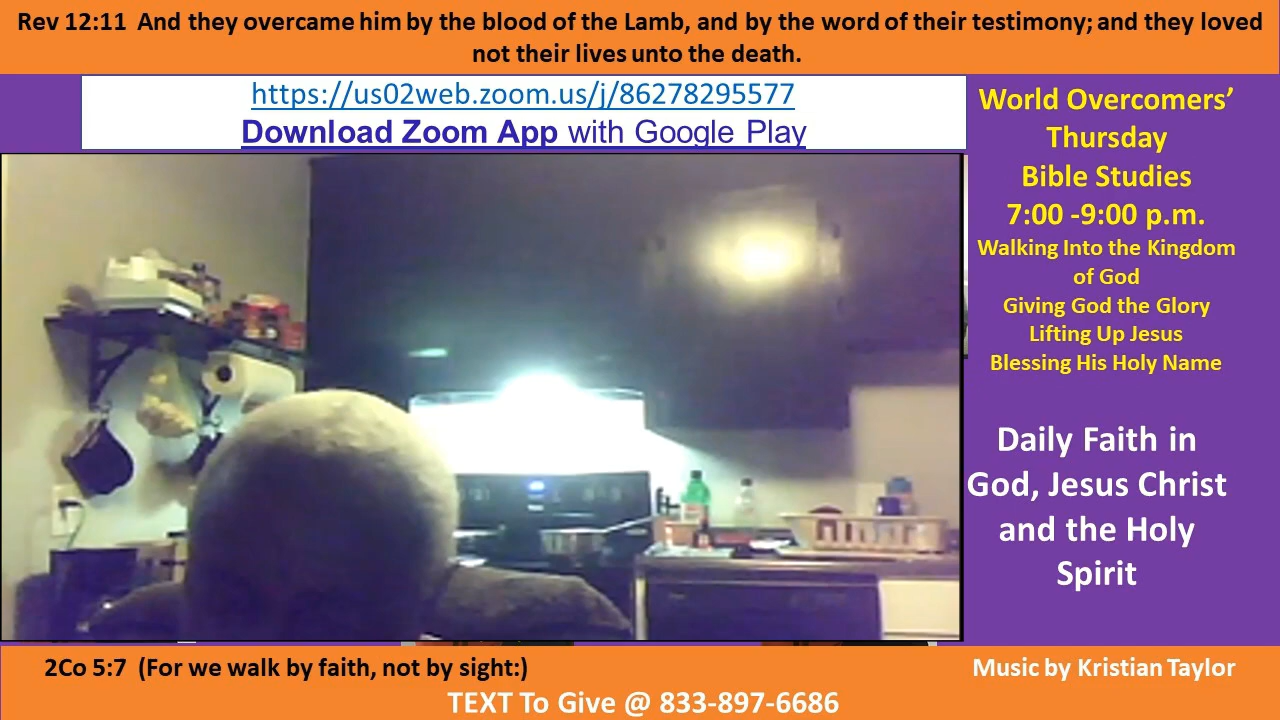 Rev 12:11  And they overcame him by the blood of the Lamb, and by the word of their testimony; and they loved
not their lives unto the death.
https://us02web.zoom.us/j/86278295577
Download Zoom App with Google Play
World Overcomers’
Thursday
Bible Studies
7:00 -9:00 p.m.
Walking Into the Kingdom
of God
Giving God the Glory
Lifting Up Jesus
Blessing His Holy Name
Daily Faith in
God, Jesus Christ
and the Holy
Spirit
2Co 5:7  (For we walk by faith, not by sight:)
Music by Kristian Taylor
TEXT To Give @ 833-897-6686